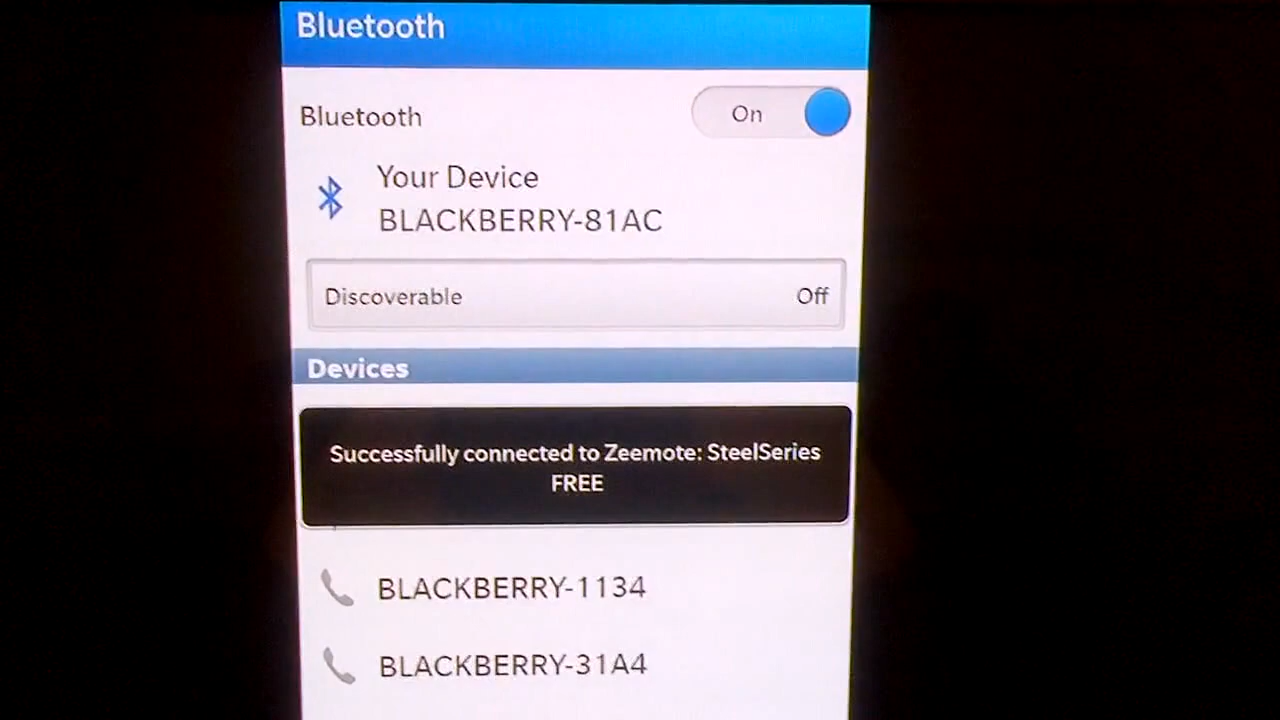 Bluetooth
Bluetooth On
Your Device
BLACKBERRY-81AC
Discoverable Off
Devices
Successfully connected to Zeemote: SteelSeries
FREE
BLACKBERRY-1134
BLACKBERRY-31A4